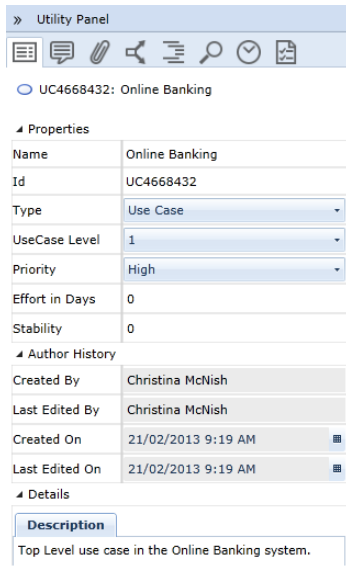 » Utility Panel
UC4668432: Online Banking
Properties
Name Online Banking
Id UC4668432
Type Use Case
UseCase Level 1
Priority High
Effort in Days 0
Stability 0
Author History
Created By Christina McNish
Last Edited By Christina McNish
Created On 21/02/2013 9:19 AM
Last Edited On 21/02/2013 9:19 AM
Details
Description
Top Level use case in the Online Banking system.